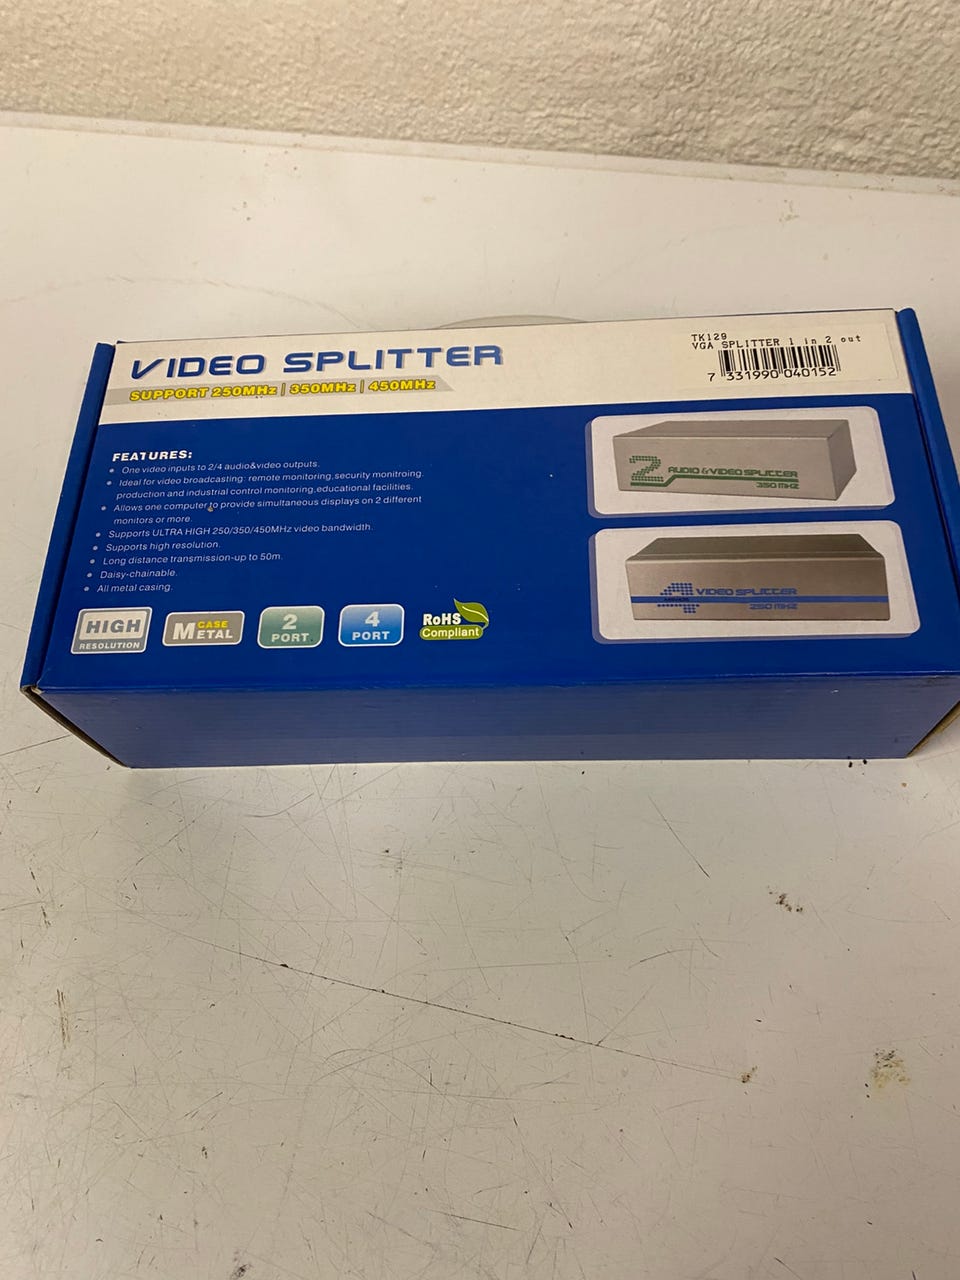 VIDEO SPLITTER
SUPPORT 250MHz | 350MHz | 450MHz
TK129
VGA SPLITTER 1 in 2 out
7 331990 040152
FEATURES:
• One video inputs to 2/4 audio&video outputs.
• Ideal for video broadcasting: remote monitoring,security monitroing.
production and industrial control monitoring,educational facilities.
• Allows one computer to provide simultaneous displays on 2 different
monitors or more.
• Supports ULTRA HIGH 250/350/450MHz video bandwidth.
• Supports high resolution.
• Long distance transmission-up to 50m.
• Daisy-chainable.
• All metal casing.
HIGH
RESOLUTION
METAL CASE
2
PORT
4
PORT
RoHS
Compliant
2 AUDIO & VIDEO SPLITTER
350 MHZ
4 VIDEO SPLITTER
250 MHZ